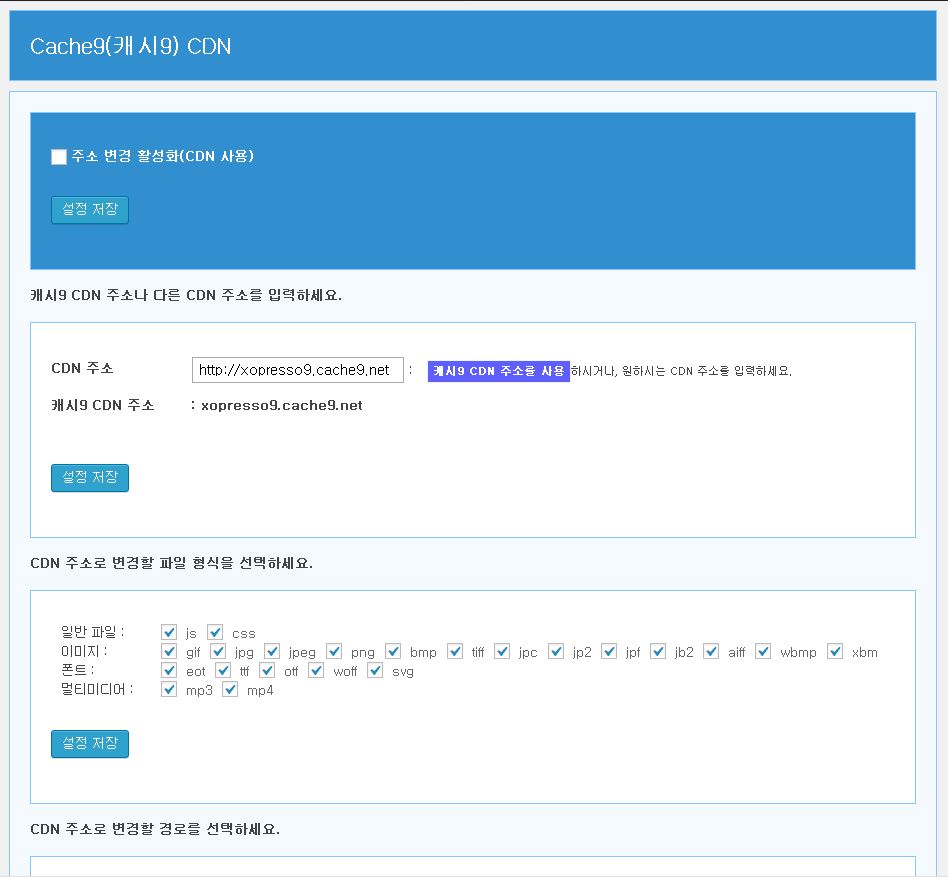 Cache9(캐시9) CDN
주소 변경 활성화(CDN 사용)
설정 저장
캐시9 CDN 주소나 다른 CDN 주소를 입력하세요.
CDN 주소 http://xopresso9.cache9.net : 캐시9 CDN 주소를 사용하시거나, 원하시는 CDN 주소를 입력하세요.
캐시9 CDN 주소 : xopresso9.cache9.net
설정 저장
CDN 주소로 변경할 파일 형식을 선택하세요.
일반 파일 : js css
이미지 : gif jpg jpeg png bmp tiff jpc jp2 jpf jb2 aiff wbmp xbm
폰트 : eot ttf otf woff svg
멀티미디어 : mp3 mp4
설정 저장
CDN 주소로 변경할 경로를 선택하세요.